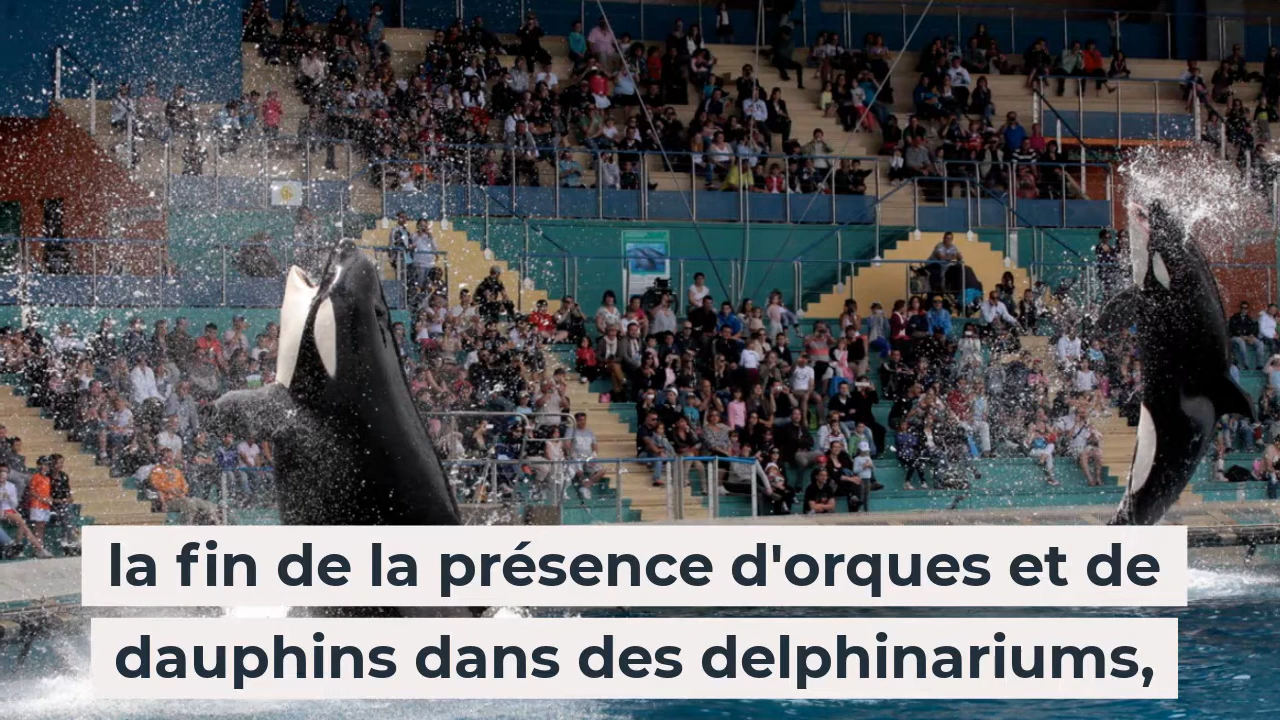 la fin de la présence d'orques et de
dauphins dans des delphinariums,